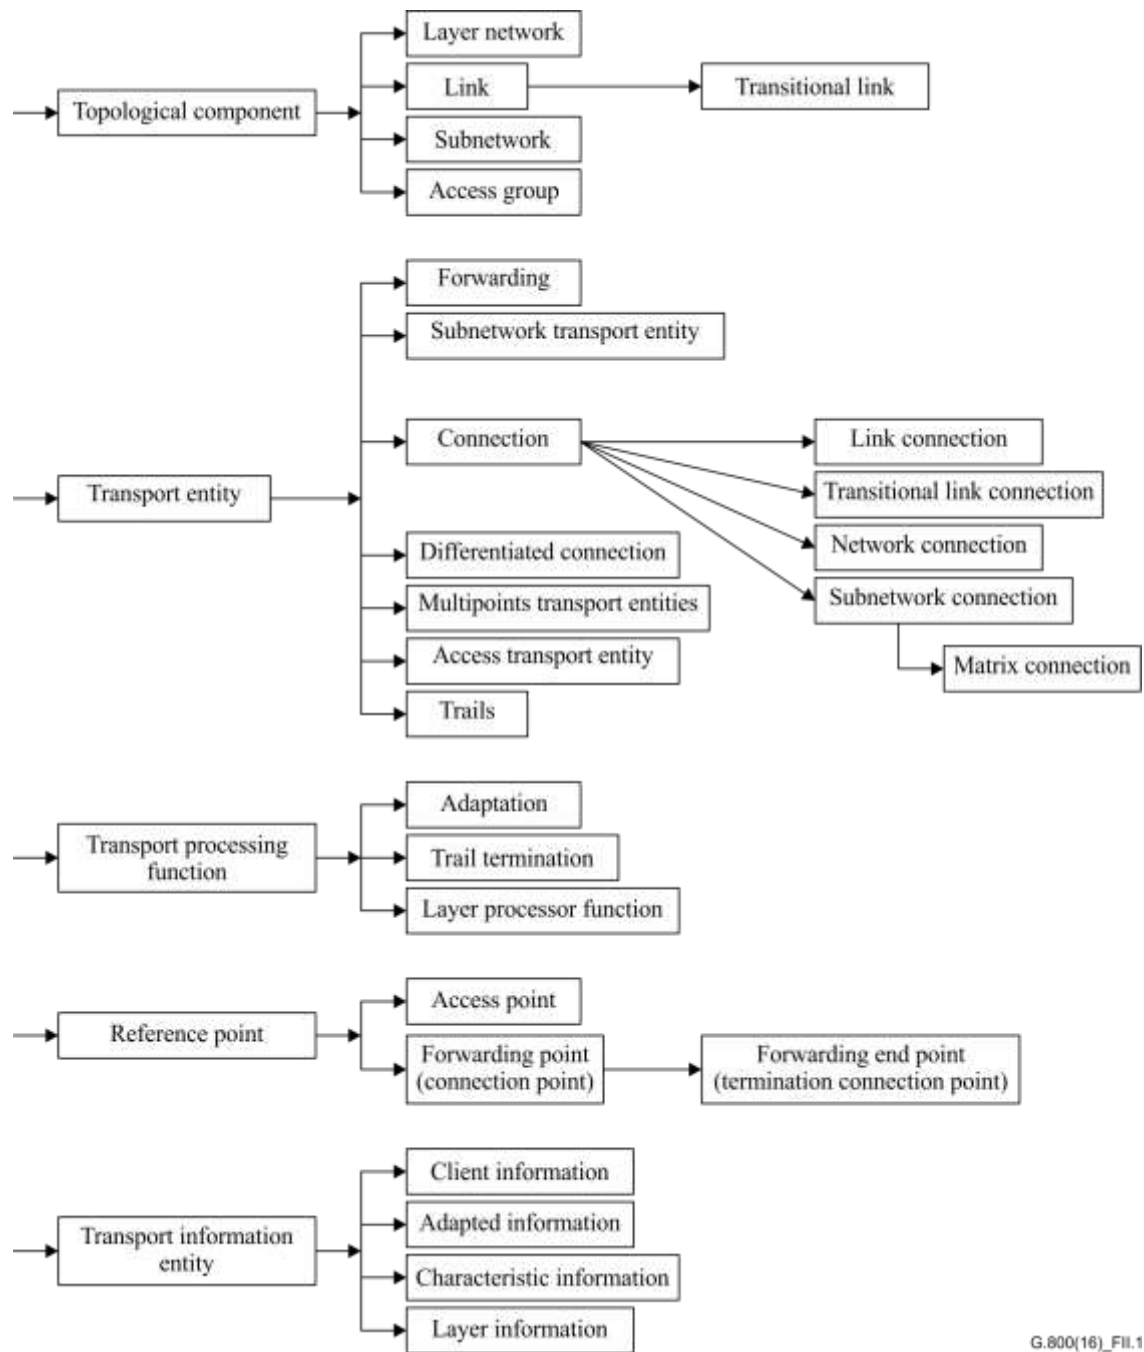 Layer network
Link
Transitional link
Topological component
Subnetwork
Access group
Forwarding
Subnetwork transport entity
Connection
Link connection
Transport entity
Transitional link connection
Network connection
Differentiated connection
Subnetwork connection
Multipoints transport entities
Access transport entity
Matrix connection
Trails
Adaptation
Transport processing
function
Trail termination
Layer processor function
Access point
Reference point
Forwarding point
(connection point)
Forwarding end point
(termination connection point)
Client information
Adapted information
Transport information
entity
Characteristic information
Layer information
G.800(16)_FII.1